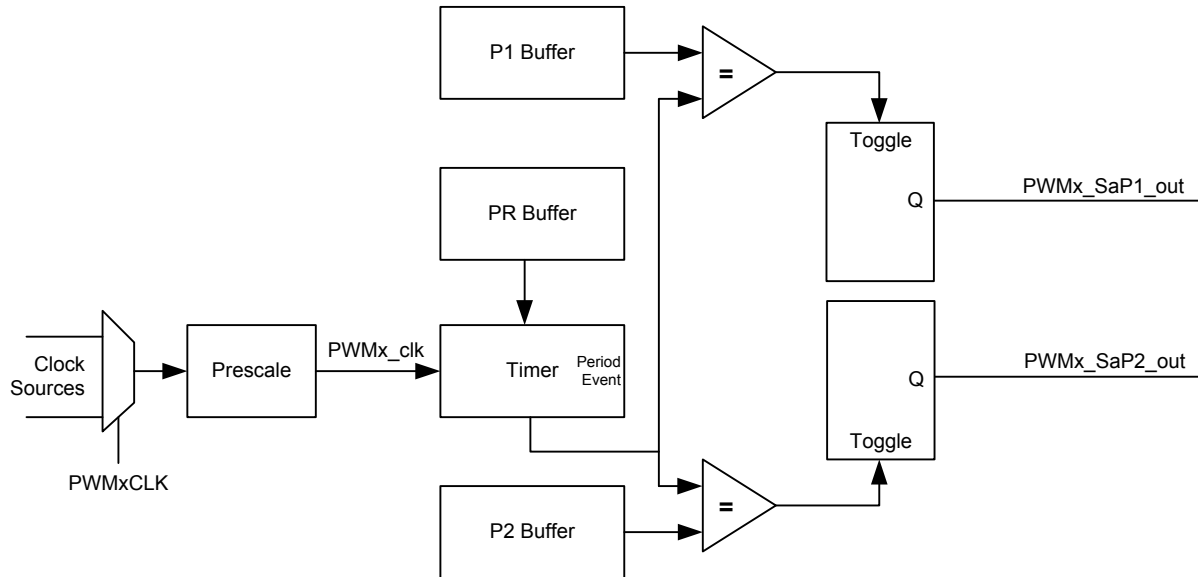 P1 Buffer
=
Toggle
Q
PWMx_SaP1_out
PR Buffer
Clock
Sources
Prescale
PWMx_clk
Timer
Period
Event
PWMxCLK
Q
PWMx_SaP2_out
Toggle
P2 Buffer
=